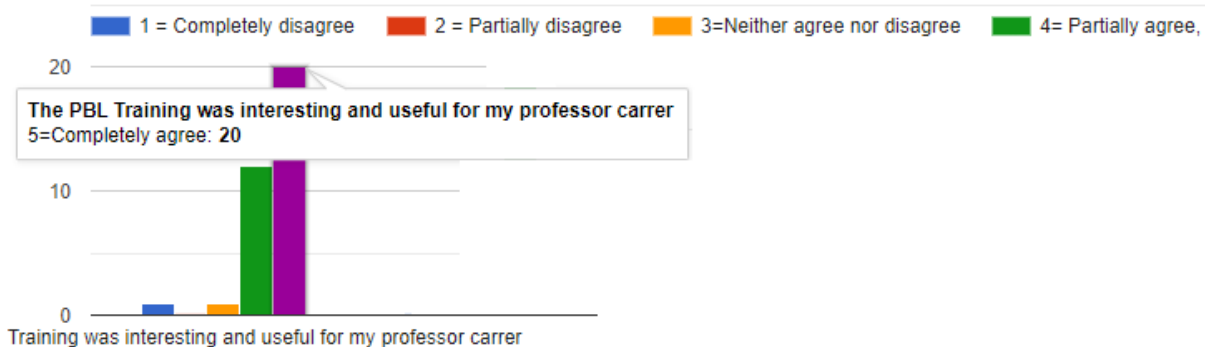 1 = Completely disagree 2 = Partially disagree 3=Neither agree nor disagree 4= Partially agree,
20
The PBL Training was interesting and useful for my professor carrer
5=Completely agree: 20
10
0
Training was interesting and useful for my professor carrer